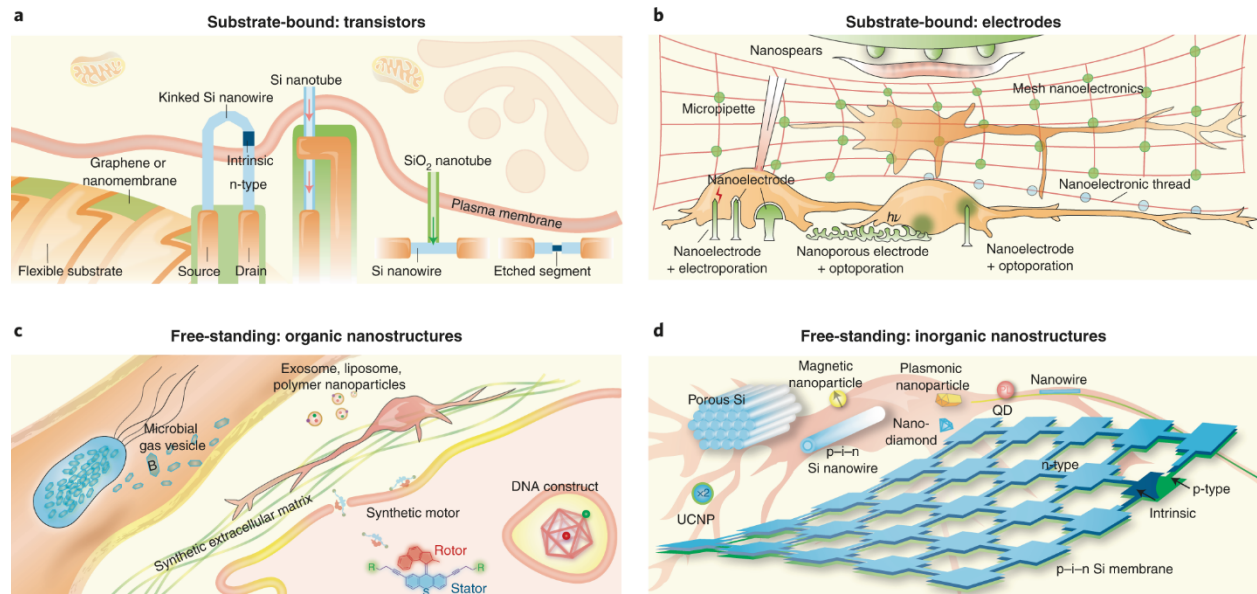 a
Substrate-bound: transistors
Si nanotube
Kinked Si nanowire
Graphene or
nanomembrane
Intrinsic
n-type
SiO2 nanotube
Plasma membrane
Flexible substrate
Source
Drain
Si nanowire
Etched segment
b
Substrate-bound: electrodes
Nanospears
Mesh nanoelectronics
Micropipette
Nanoelectrode
Nanoelectronic thread
hν
Nanoelectrode
+ electroporation
Nanoporous electrode
+ optoporation
Nanoelectrode
+ optoporation
c
Free-standing: organic nanostructures
Exosome, liposome,
polymer nanoparticles
Microbial
gas vesicle
B
Synthetic extracellular matrix
Synthetic motor
DNA construct
Rotor
R
R
Stator
S
d
Free-standing: inorganic nanostructures
Magnetic
nanoparticle
Plasmonic
nanoparticle
Nanowire
Porous Si
QD
Nano-
diamond
p–i–n
Si nanowire
n-type
×2
UCNP
p-type
Intrinsic
p–i–n Si membrane